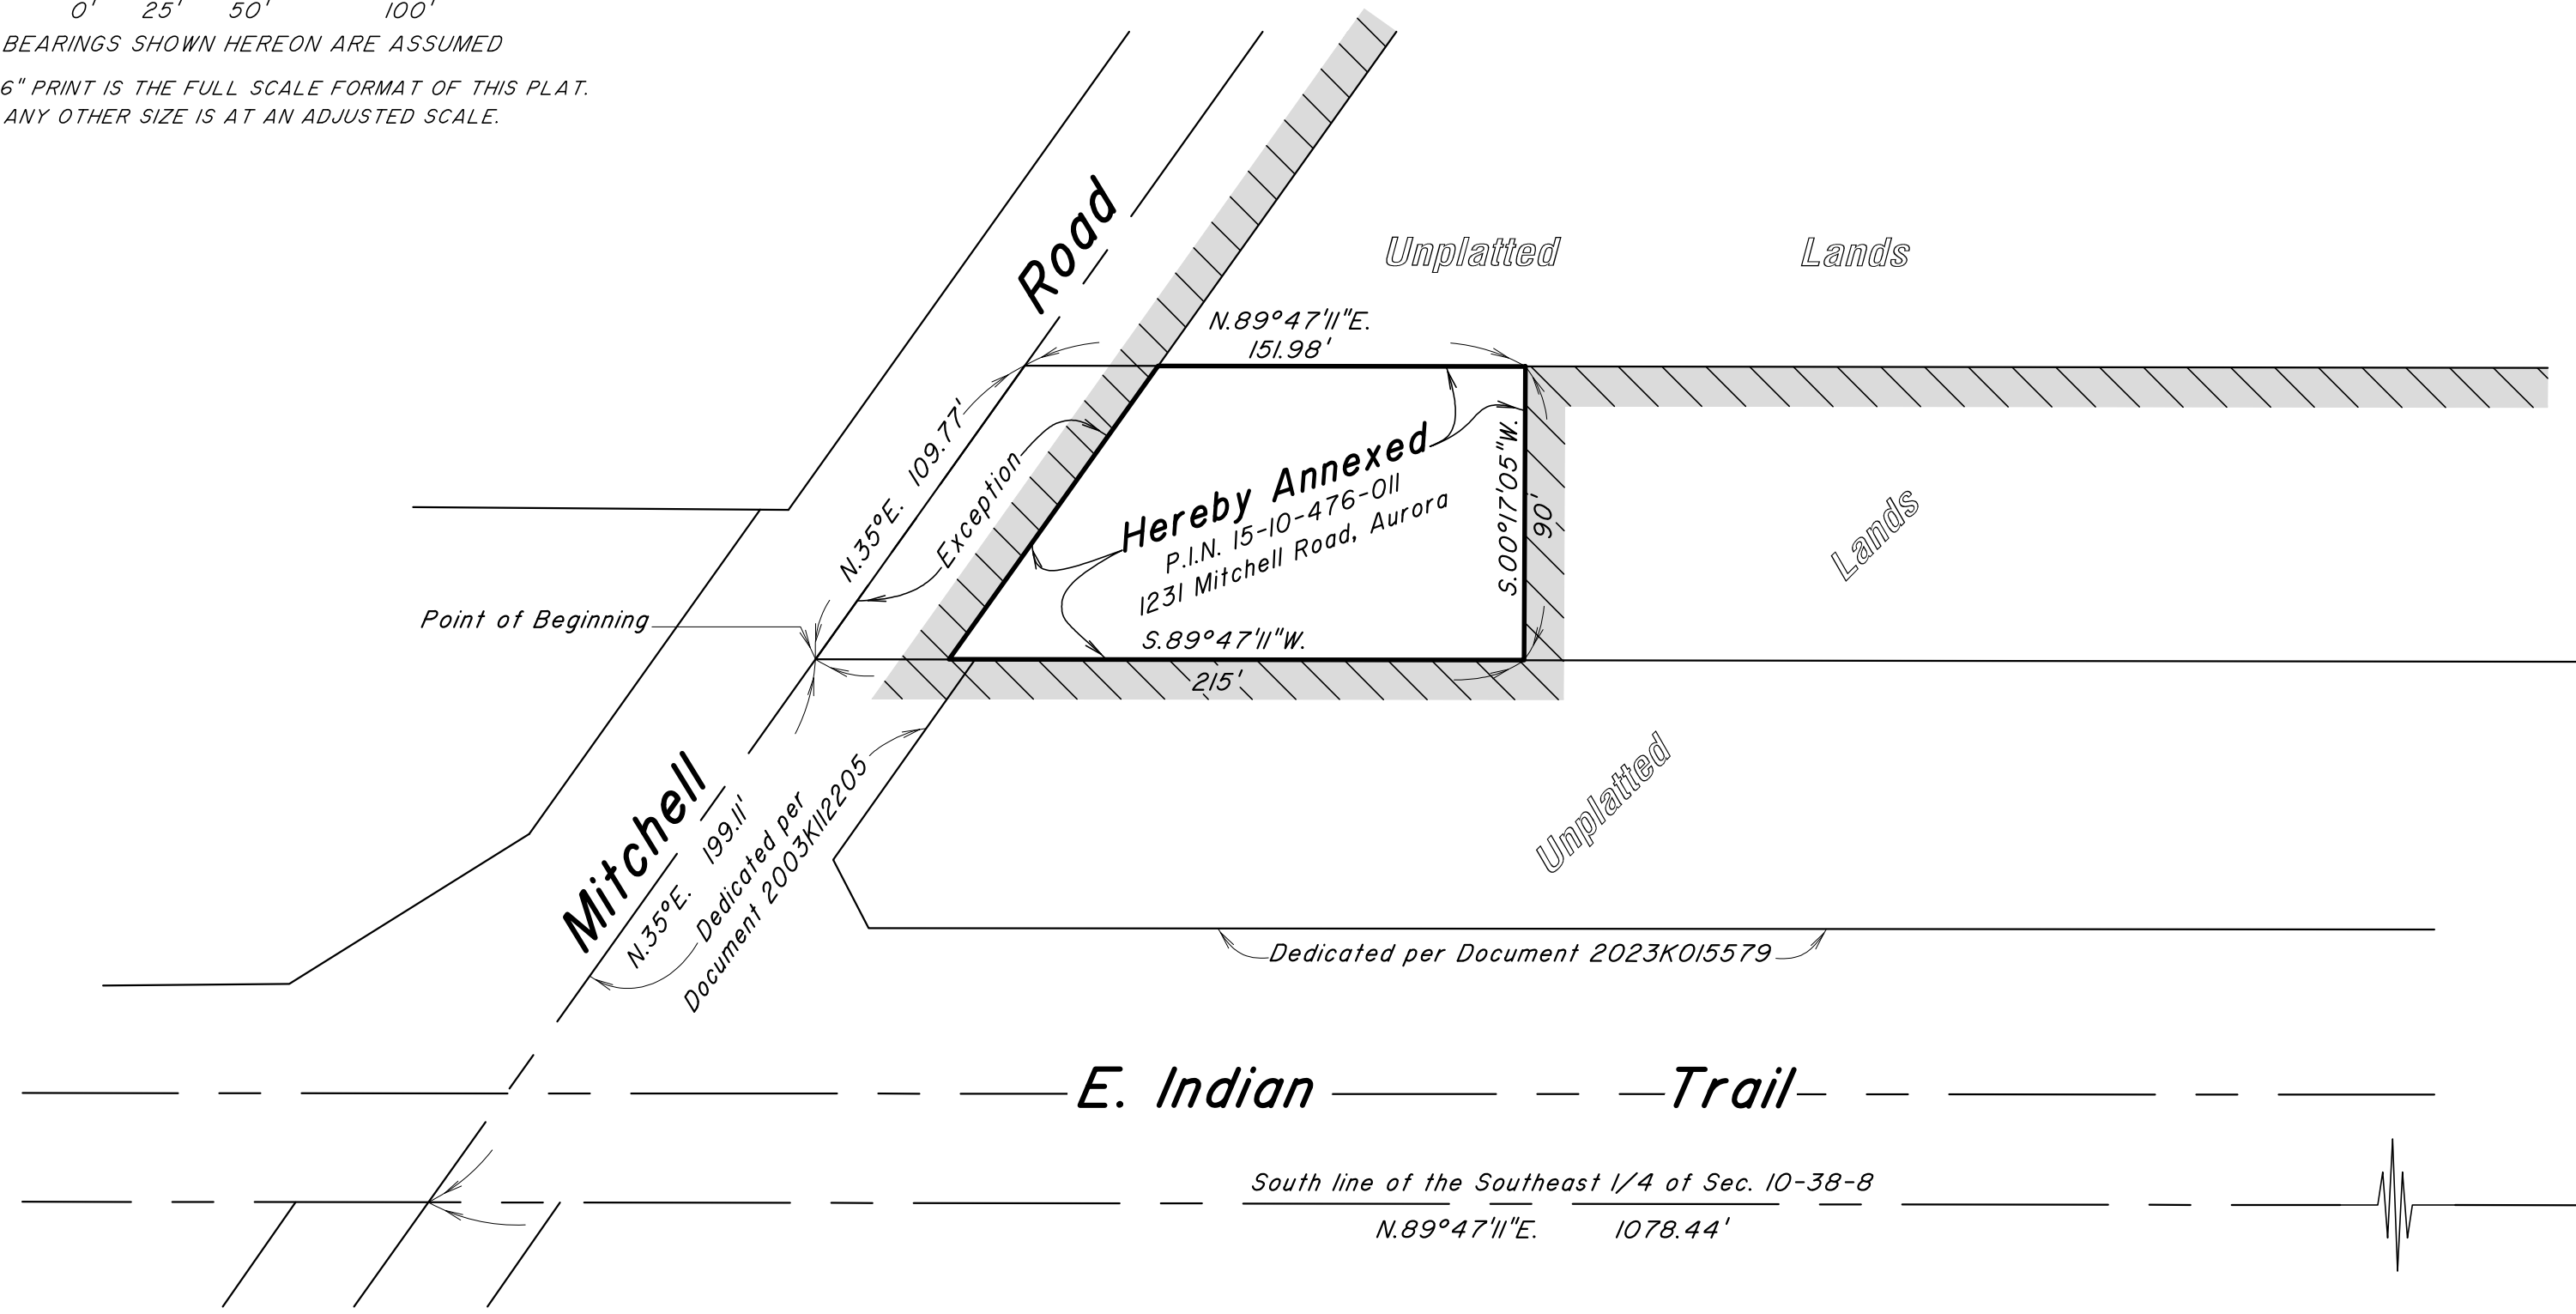 0' 25' 50' 100'
BEARINGS SHOWN HEREON ARE ASSUMED
6" PRINT IS THE FULL SCALE FORMAT OF THIS PLAT.
ANY OTHER SIZE IS AT AN ADJUSTED SCALE.
Road
Unplatted Lands
N.89°47'11"E.
151.98'
N.35°E. 109.77'
Exception
Hereby Annexed
P.I.N. 15-10-476-011
1231 Mitchell Road, Aurora
S.00°17'05"W.
90'
Lands
Point of Beginning
S.89°47'11"W.
215'
Mitchell
N.35°E. 199.11'
Dedicated per
Document 2003K112205
Unplatted
Dedicated per Document 2023K015579
E. Indian Trail
South line of the Southeast 1/4 of Sec. 10-38-8
N.89°47'11"E. 1078.44'